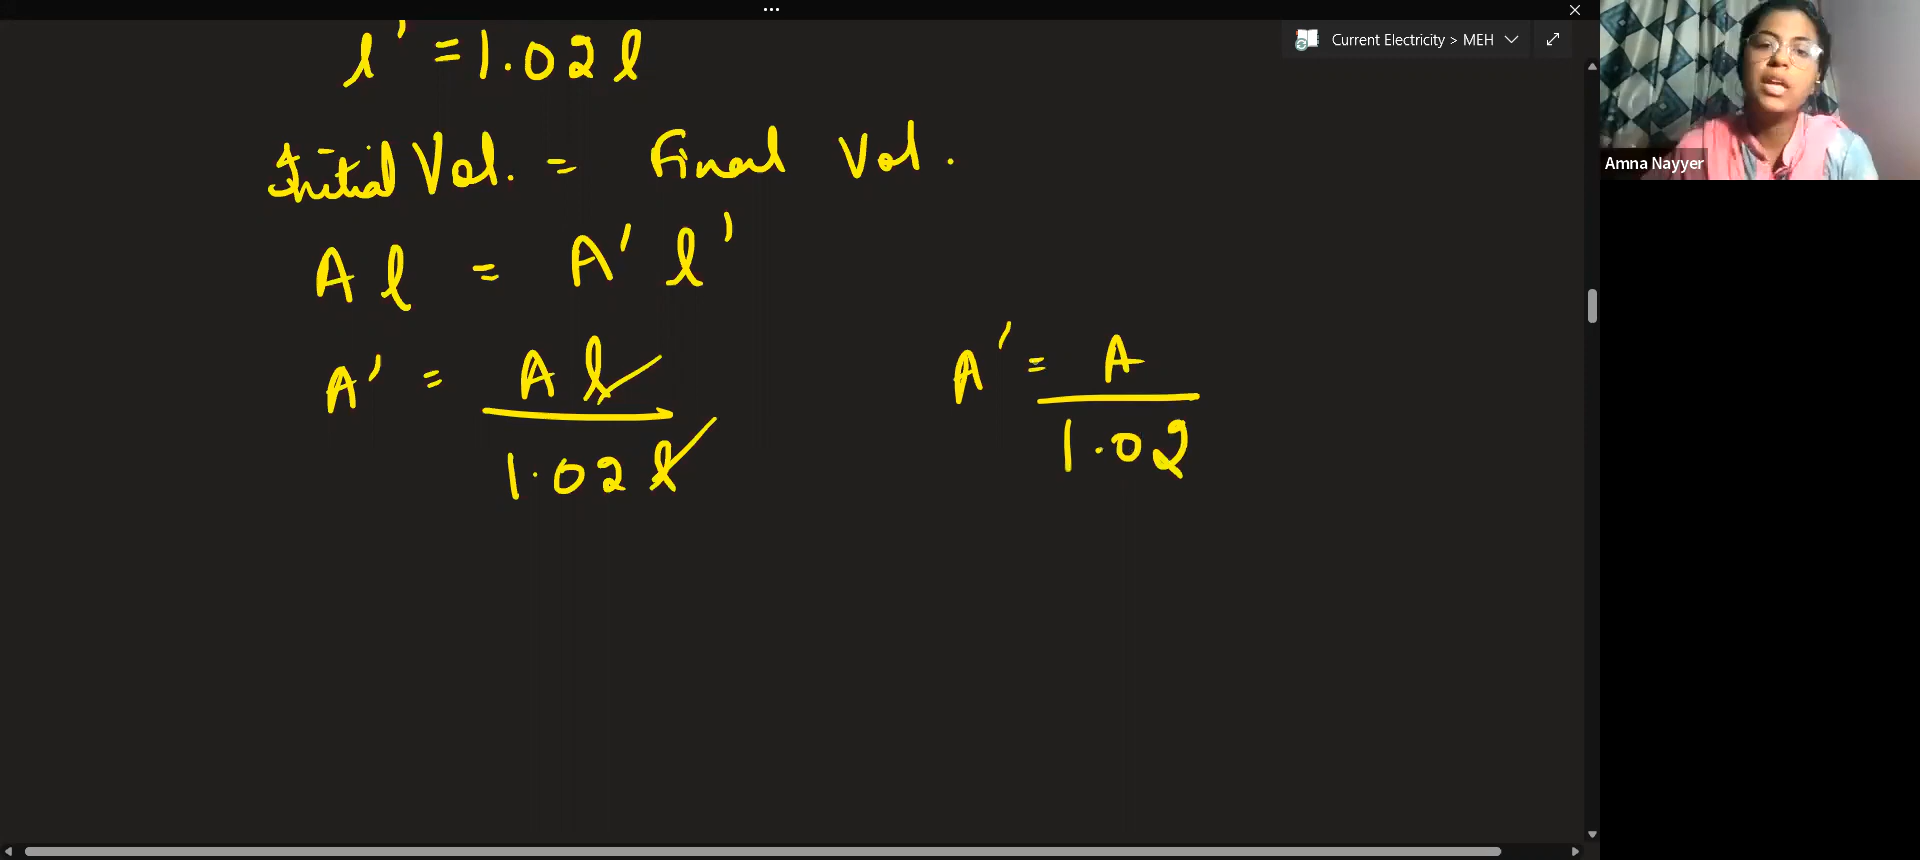 ...
Current Electricity > MEH
l' = 1.02 l
Initial Vol. = Final Vol.
A l = A' l'
A' = A l / 1.02 l
A' = A / 1.02
Amna Nayyer